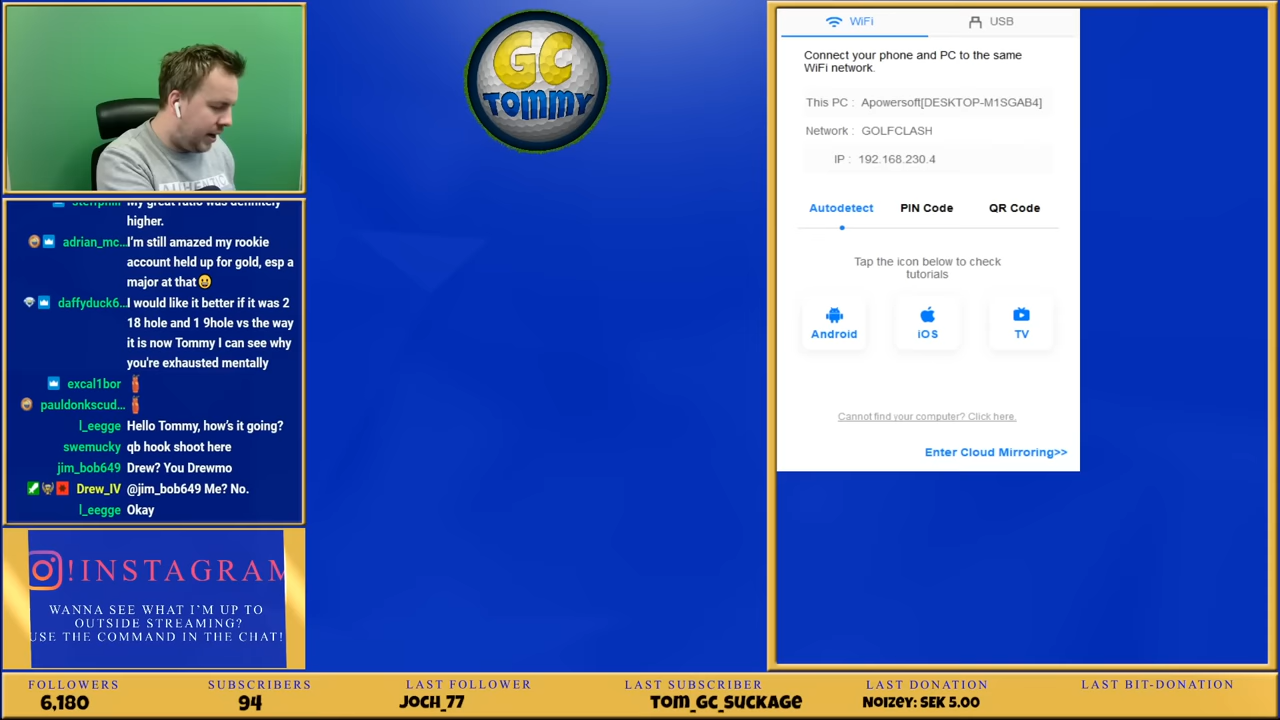 GC
TOMMY
AUTHENTIC
higher.
adrian_mc... I'm still amazed my rookie
account held up for gold, esp a
major at that
daffyduck6... I would like it better if it was 2
18 hole and 1 9hole vs the way
it is now Tommy I can see why
you're exhausted mentally
excal1bor
pauldonkscud...
l_eegge Hello Tommy, how's it going?
swemucky qb hook shoot here
jim_bob649 Drew? You Drewmo
Drew_IV @jim_bob649 Me? No.
l_eegge Okay
!INSTAGRAM
WANNA SEE WHAT I'M UP TO
OUTSIDE STREAMING?
USE THE COMMAND IN THE CHAT!
WiFi USB
Connect your phone and PC to the same
WiFi network.
This PC : Apowersoft[DESKTOP-M1SGAB4]
Network : GOLFCLASH
IP : 192.168.230.4
Autodetect PIN Code QR Code
Tap the icon below to check
tutorials
Android iOS TV
Cannot find your computer? Click here.
Enter Cloud Mirroring>>
FOLLOWERS SUBSCRIBERS LAST FOLLOWER LAST SUBSCRIBER LAST DONATION LAST BIT-DONATION
6,180 94 JOCH_77 TOM_GC_SUCKAGE NOIZEY: SEK 5.00